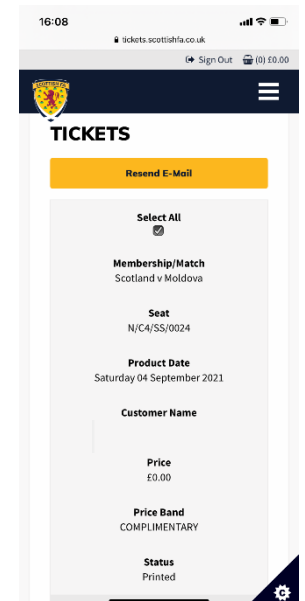 16:08
tickets.scottishfa.co.uk
Sign Out (0) £0.00
SCOTTISH FA
TICKETS
Resend E-Mail
Select All
Membership/Match
Scotland v Moldova
Seat
N/C4/SS/0024
Product Date
Saturday 04 September 2021
Customer Name
Price
£0.00
Price Band
COMPLIMENTARY
Status
Printed